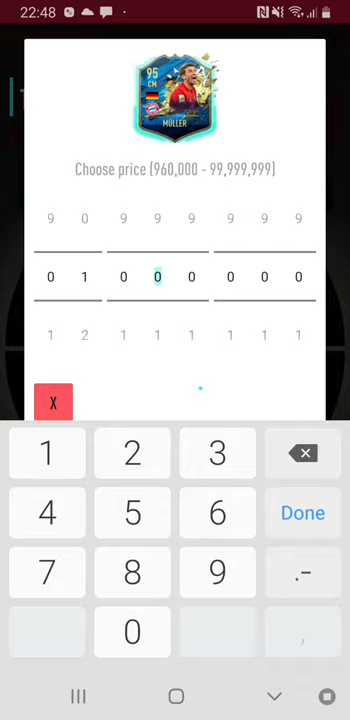 22:48
95
CM
MÜLLER
Choose price (960,000 - 99,999,999)
9 0 9 9 9 9 9 9
0 1 0 0 0 0 0 0
1 2 1 1 1 1 1 1
X
1 2 3
4 5 6 Done
7 8 9 .-
0 ,